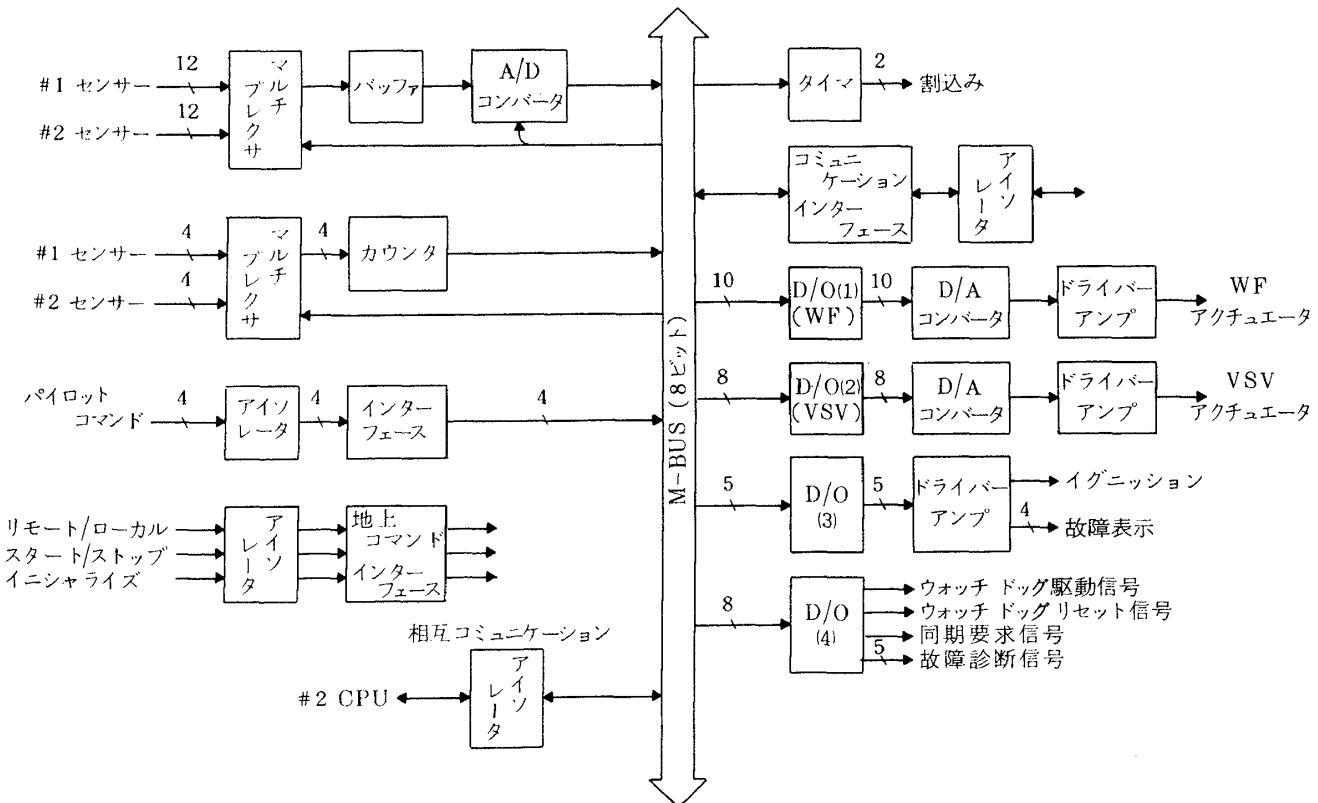 #1 センサー
12
#2 センサー
12
マルチ
プレクサ
バッファ
A/D
コンバータ
#1 センサー
4
#2 センサー
4
マルチ
プレクサ
4
カウンタ
パイロット
コマンド
4
アイソ
レータ
4
インター
フェース
4
リモート/ローカル
スタート/ストップ
イニシャライズ
アイソ
レータ
地上
コマンド
インター
フェース
相互コミュニケーション
#2 CPU
アイソ
レータ
M-BUS (8ビット)
タイマ
2
割込み
コミュニ
ケーション
インター
フェース
アイソ
レータ
10
D/O(1)
(WF)
10
D/A
コンバータ
ドライバー
アンプ
WF
アクチュエータ
8
D/O(2)
(VSV)
8
D/A
コンバータ
ドライバー
アンプ
VSV
アクチュエータ
5
D/O
(3)
5
ドライバー
アンプ
イグニッション
4
故障表示
8
D/O
(4)
ウォッチ ドッグ駆動信号
ウォッチ ドッグリセット信号
同期要求信号
5
故障診断信号